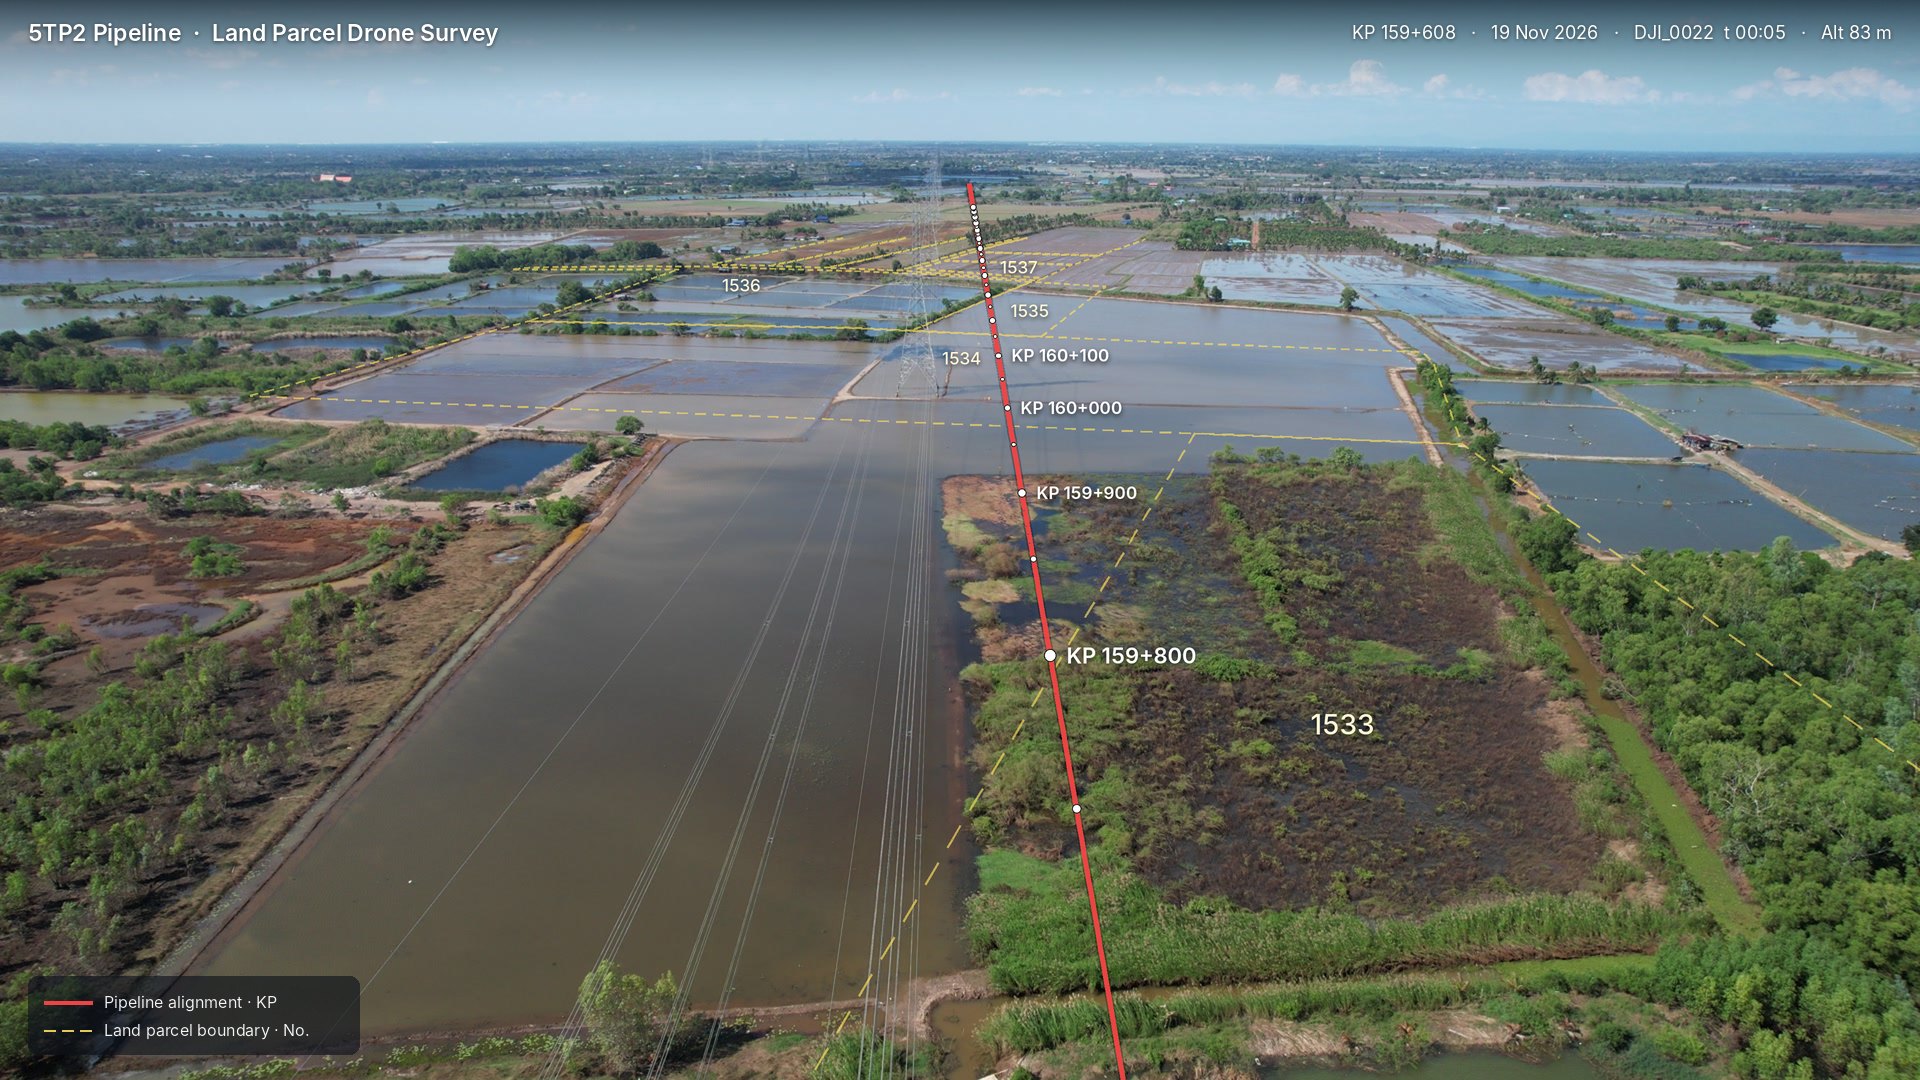 5TP2 Pipeline · Land Parcel Drone Survey
KP 159+608 · 19 Nov 2026 · DJI_0022 t 00:05 · Alt 83 m
1537
1536
1535
1534
KP 160+100
KP 160+000
KP 159+900
KP 159+800
1533
Pipeline alignment · KP
Land parcel boundary · No.